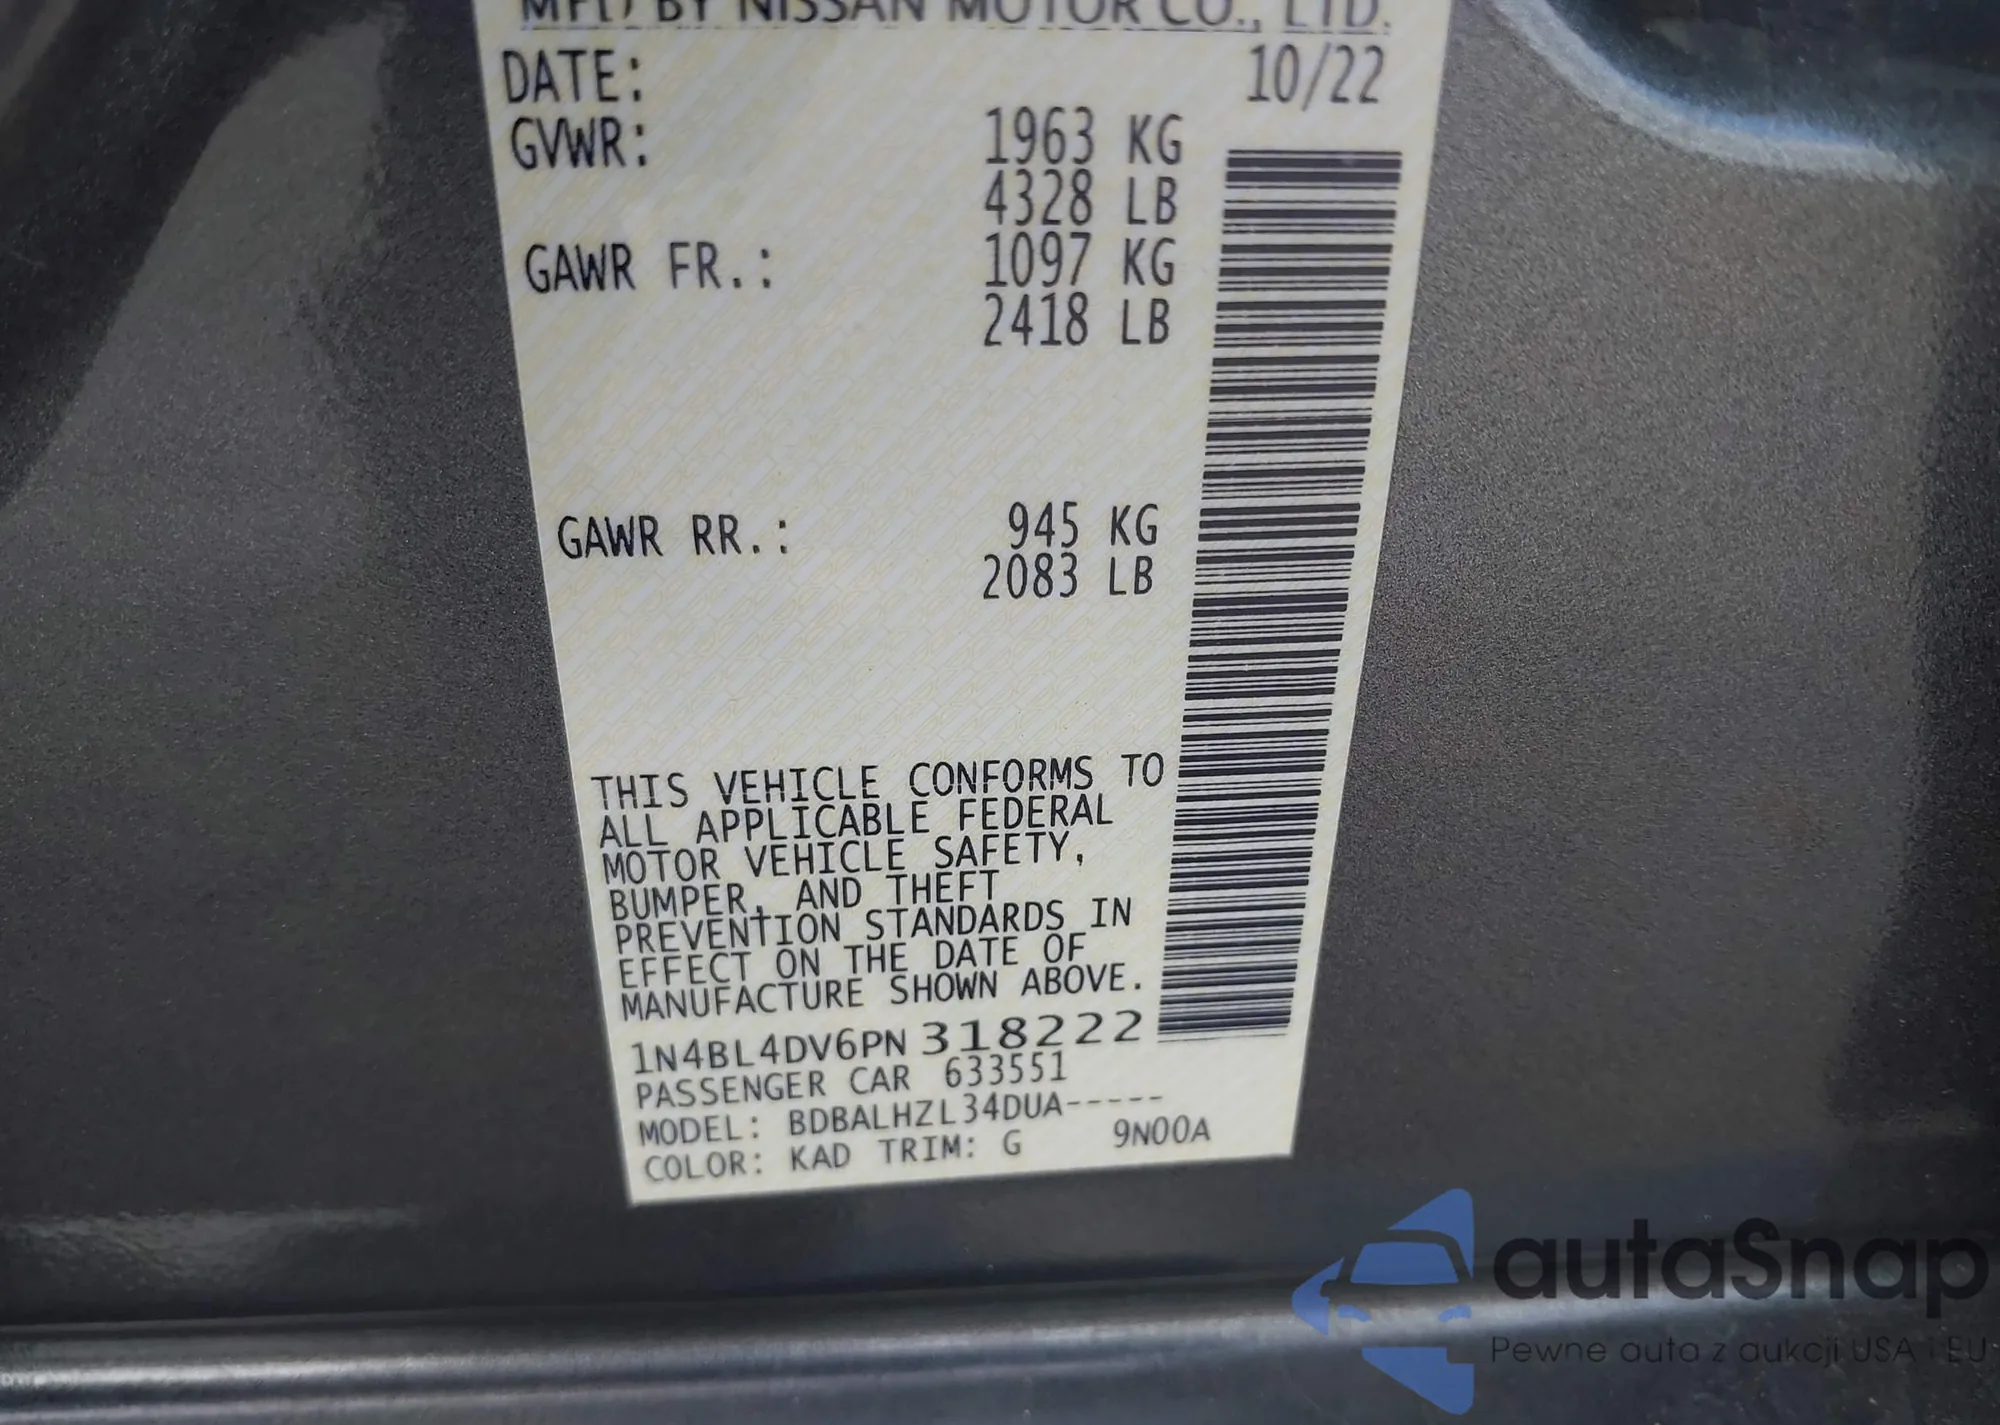 MFD BY NISSAN MOTOR CO., LTD.
DATE: 10/22
GVWR: 1963 KG
4328 LB
GAWR FR.: 1097 KG
2418 LB
GAWR RR.: 945 KG
2083 LB
THIS VEHICLE CONFORMS TO
ALL APPLICABLE FEDERAL
MOTOR VEHICLE SAFETY,
BUMPER, AND THEFT
PREVENTION STANDARDS IN
EFFECT ON THE DATE OF
MANUFACTURE SHOWN ABOVE.
1N4BL4DV6PN318222
PASSENGER CAR 633551
MODEL: BDBALHZL34DUA-----
COLOR: KAD TRIM: G 9N00A
autaSnap
Pewne auta z aukcji USA i EU